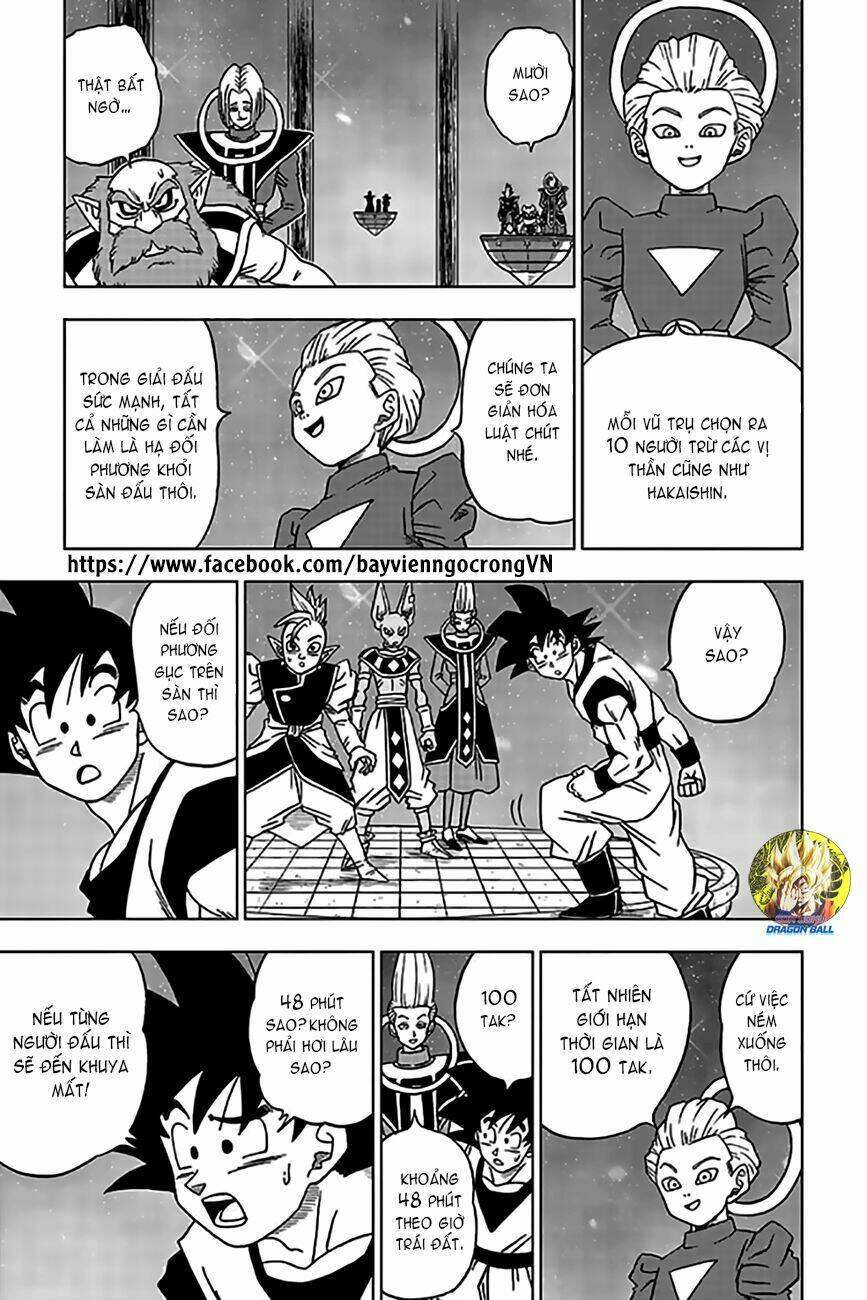 MỖI VŨ TRỤ CHỌN RA
10 NGƯỜI TRỪ CÁC VỊ
THẦN CŨNG NHƯ
HAKAISHIN.
MƯỜI
SAO?
THẬT BẤT
NGỜ...
CHÚNG TA
SẼ ĐƠN
GIẢN HÓA
LUẬT CHÚT
NHÉ.
TRONG GIẢI ĐẤU
SỨC MẠNH, TẤT
CẢ NHỮNG GÌ CẦN
LÀM LÀ HẠ ĐỐI
PHƯƠNG KHỎI
SÀN ĐẤU THÔI.
https://www.facebook.com/bayvienngocrongVN
VẬY
SAO?
NẾU ĐỐI
PHƯƠNG
GỤC TRÊN
SÀN THÌ
SAO?
DRAGON BALL
CỨ VIỆC
NÉM
XUỐNG
THÔI.
TẤT NHIÊN
GIỚI HẠN
THỜI GIAN LÀ
100 TAK.
100
TAK?
KHOẢNG
48 PHÚT
THEO GIỜ
TRÁI ĐẤT.
48 PHÚT
SAO? KHÔNG
PHẢI HƠI LÂU
SAO?
NẾU TỪNG
NGƯỜI ĐẤU THÌ
SẼ ĐẾN KHUYA
MẤT!